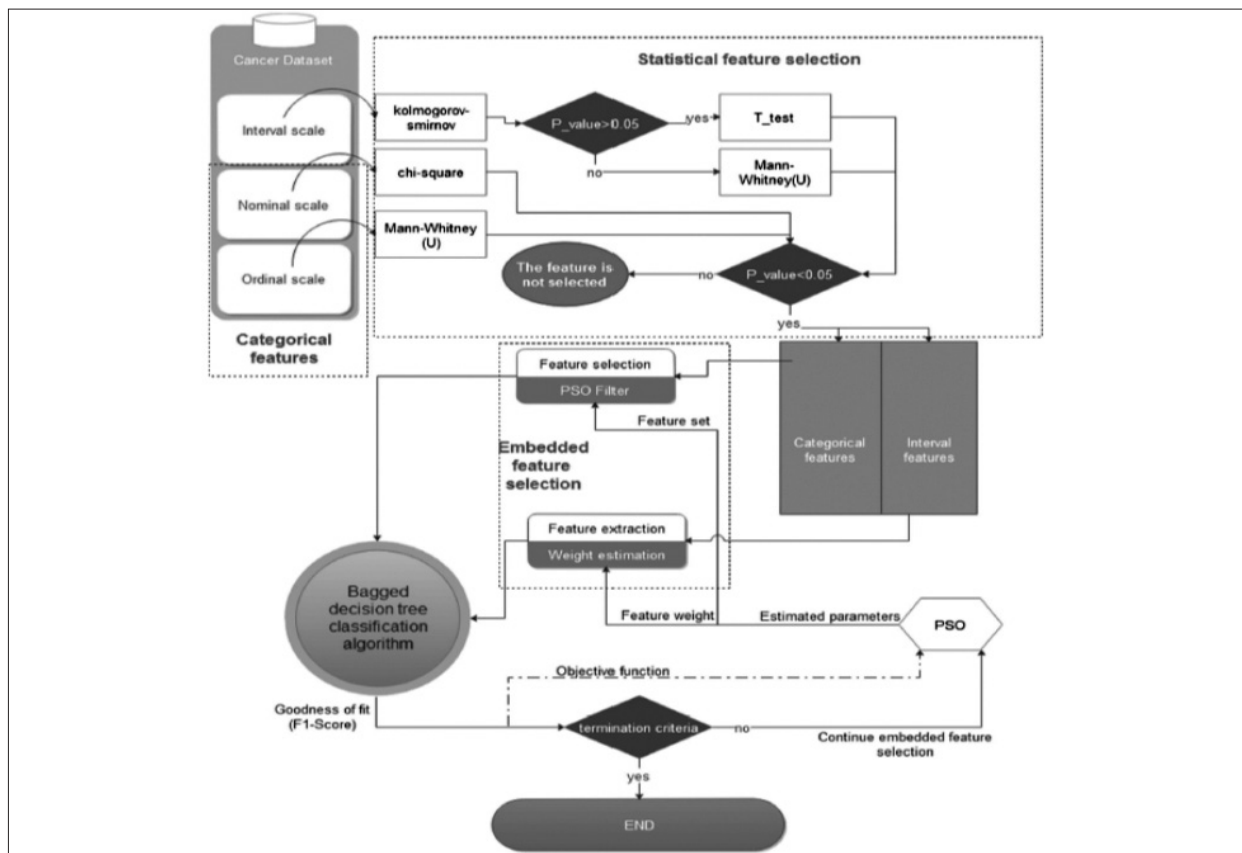 Cancer Dataset
Statistical feature selection
Interval scale
kolmogorov-
smirnov
P_value>0.05
yes
T_test
no
Mann-
Whitney(U)
Nominal scale
chi-square
Ordinal scale
Mann-Whitney
(U)
The feature is
not selected
no
P_value<0.05
yes
Categorical
features
Feature selection
PSO Filter
Feature set
Categorical
features
Interval
features
Embedded
feature
selection
Feature extraction
Weight estimation
Feature weight
Estimated parameters
PSO
Bagged
decision tree
classification
algorithm
Objective function
Goodness of fit
(F1-Score)
termination criteria
no
Continue embedded feature
selection
yes
END